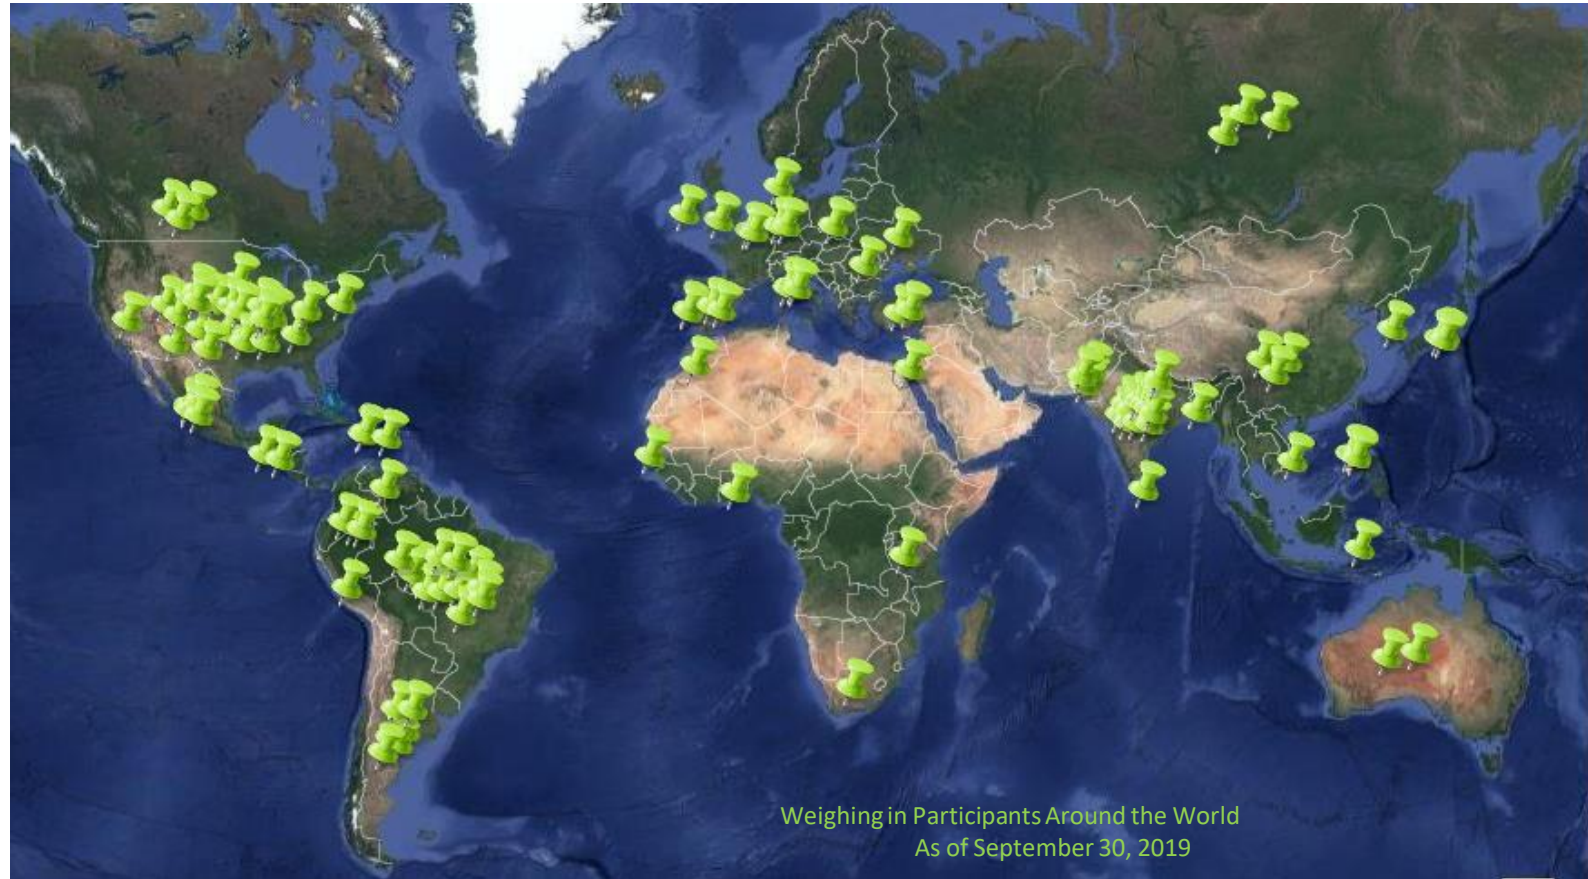 Weighing in Participants Around the World
As of September 30, 2019